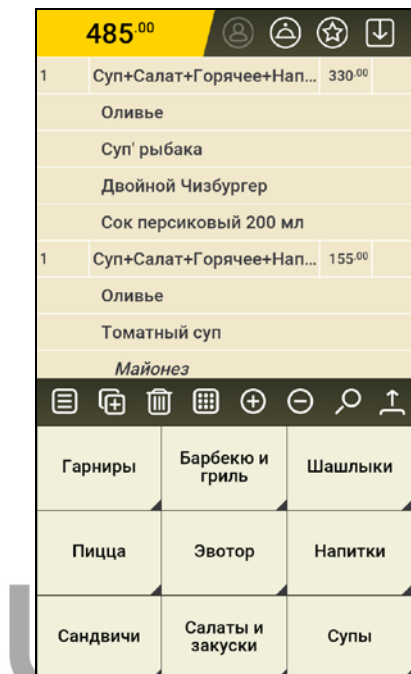 485.00
1 Суп+Салат+Горячее+Нап... 330.00
Оливье
Суп' рыбака
Двойной Чизбургер
Сок персиковый 200 мл
1 Суп+Салат+Горячее+Нап... 155.00
Оливье
Томатный суп
Майонез
Гарниры
Барбекю и
гриль
Шашлыки
Пицца
Эвотор
Напитки
Сандвичи
Салаты и
закуски
Супы